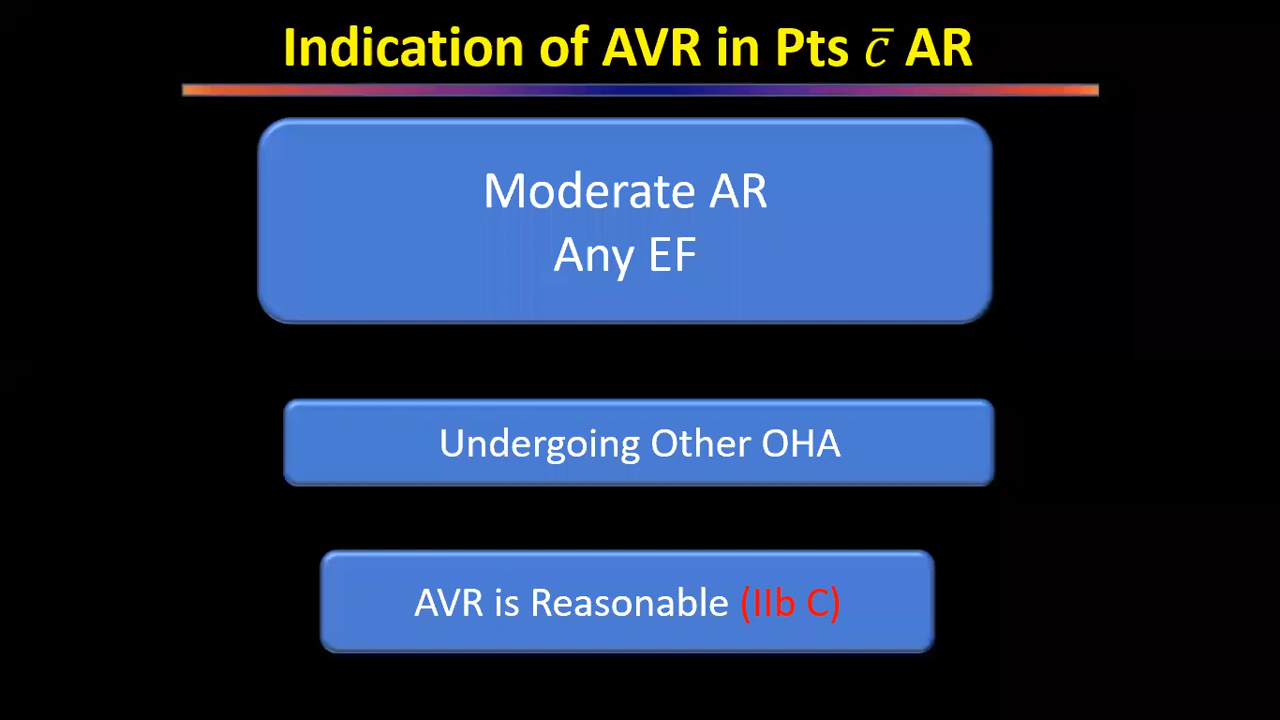 Indication of AVR in Pts c̄ AR
Moderate AR
Any EF
Undergoing Other OHA
AVR is Reasonable (IIb C)